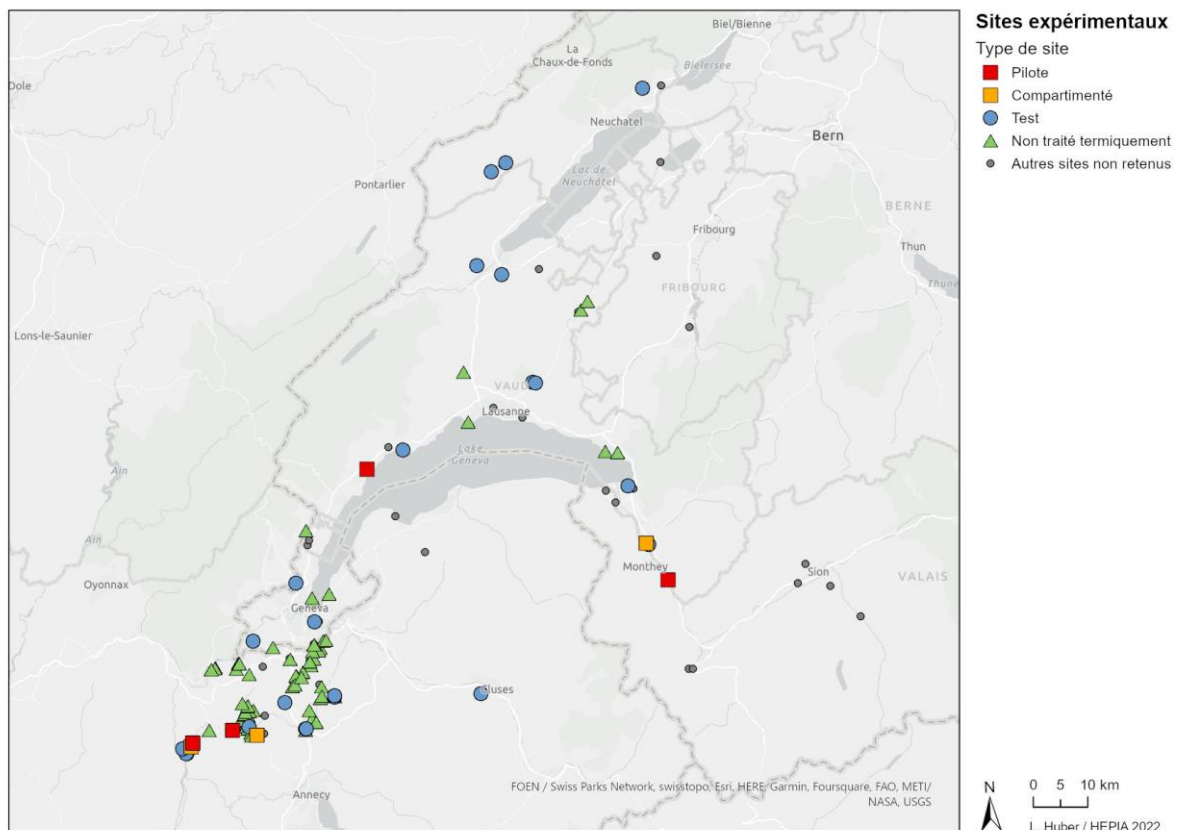 Sites expérimentaux
Type de site
Pilote
Compartimenté
Test
Non traité termiquement
Autres sites non retenus
Biel/Bienne
La
Chaux-de-Fonds
Bielersee
Dole
Neuchatel
Bern
Pontarlier
Lac de
Neuchâtel
BERNE
Fribourg
Thun
Thune
FRIBOURG
Lons-le-Saunier
VAUD
Lausanne
Lake
Geneva
Ain
Ain
Oyonnax
Monthey
Sion
VALAIS
Geneva
Cluses
Annecy
FOEN / Swiss Parks Network, swisstopo, Esri, HERE, Garmin, Foursquare, FAO, METI/
NASA, USGS
N
0 5 10 km
L. Huber / HEPIA 2022